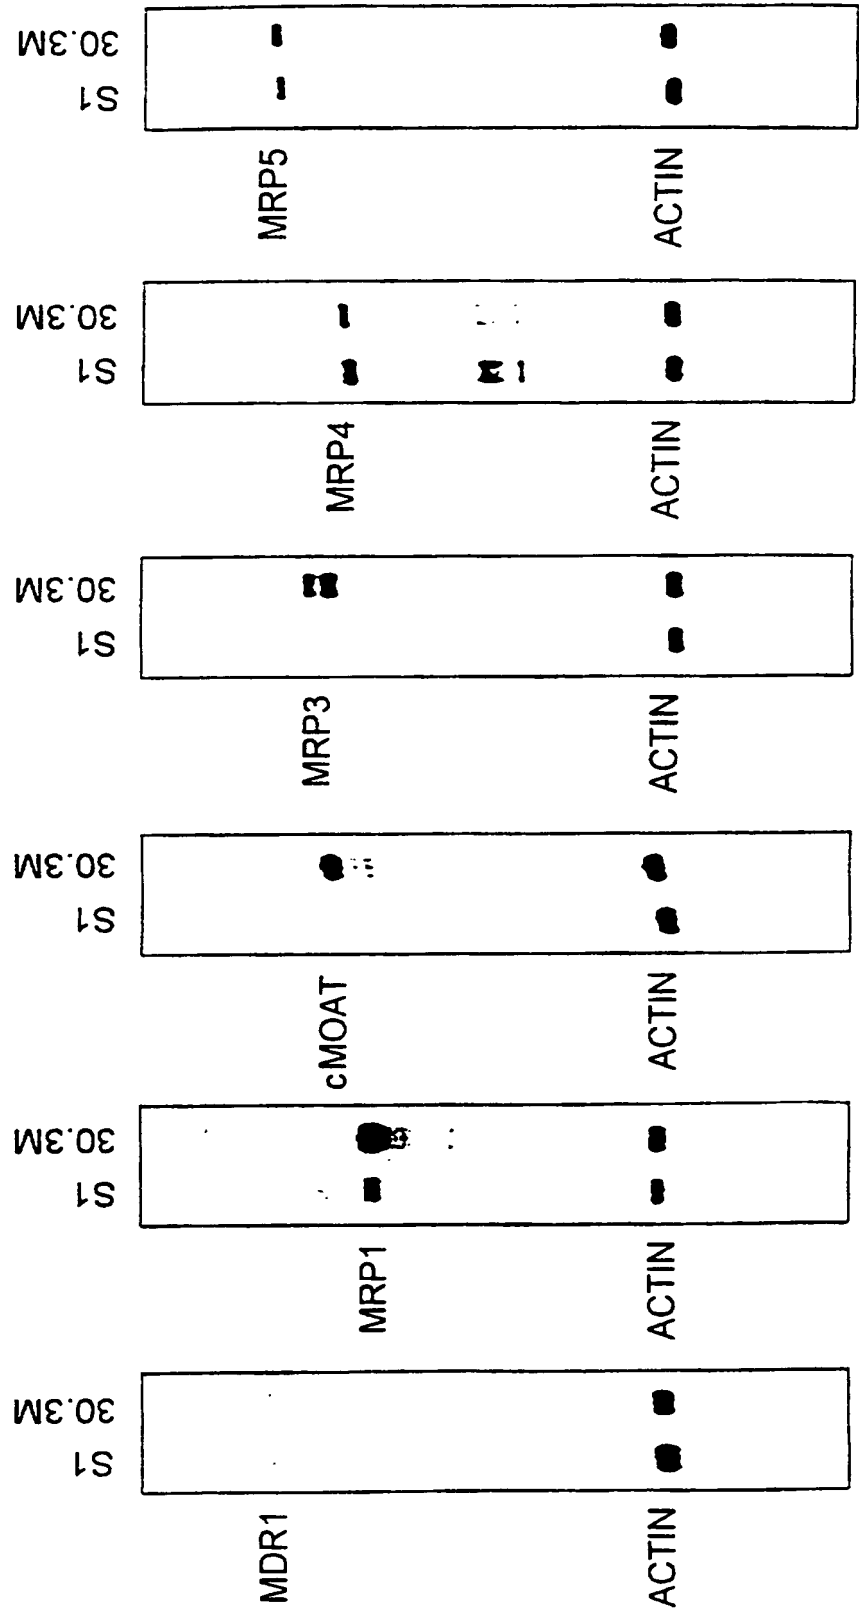 MDR1
S1
30.3M
ACTIN
MRP1
S1
30.3M
ACTIN
cMOAT
S1
30.3M
ACTIN
MRP3
S1
30.3M
ACTIN
MRP4
S1
30.3M
ACTIN
MRP5
S1
30.3M
ACTIN